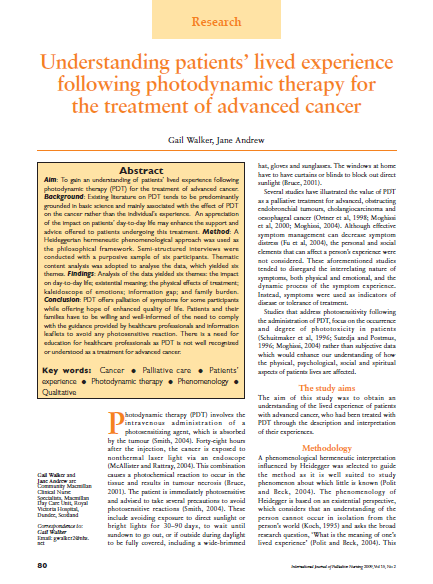 Research
Understanding patients' lived experience
following photodynamic therapy for
the treatment of advanced cancer
Gail Walker, Jane Andrew
Abstract
Aim: To gain an understanding of patients' lived experience following
photodynamic therapy (PDT) for the treatment of advanced cancer.
Background: Existing literature on PDT tends to be predominantly
grounded in basic science and mainly associated with the effect of PDT
on the cancer rather than the individual's experience. An appreciation
of the impact on patients' day-to-day life may enhance the support and
advice offered to patients undergoing this treatment. Method: A
Heideggerian hermeneutic phenomenological approach was used as
the philosophical framework. Semi-structured interviews were
conducted with a purposive sample of six participants. Thematic
content analysis was adopted to analyse the data, which yielded six
themes. Findings: Analysis of the data yielded six themes: the impact
on day-to-day life; existential meaning; the physical effects of treatment;
kaleidoscope of emotions; information gap; and family burden.
Conclusion: PDT offers palliation of symptoms for some participants
while offering hope of enhanced quality of life. Patients and their
families have to be willing and well-informed of the need to comply
with the guidance provided by healthcare professionals and information
leaflets to avoid any photosensitive reaction. There is a need for
education for healthcare professionals as PDT is not well recognized
or understood as a treatment for advanced cancer.
Key words: Cancer • Palliative care • Patients'
experience • Photodynamic therapy • Phenomenology •
Qualitative
Gail Walker and
Jane Andrew are
Community Macmillan
Clinical Nurse
Specialists, Macmillan
Day Care Unit, Royal
Victoria Hospital,
Dundee, Scotland
Correspondence to:
Gail Walker
Email: gwalker2@nhs.
net
Photodynamic therapy (PDT) involves the
intravenous administration of a
photosensitizing agent, which is absorbed
by the tumour (Smith, 2004). Forty-eight hours
after the injection, the cancer is exposed to
nonthermal laser light via an endoscope
(McAllister and Rattray, 2004). This combination
causes a photochemical reaction to occur in the
tissue and results in tumour necrosis (Bruce,
2001). The patient is immediately photosensitive
and advised to take several precautions to avoid
photosensitive reactions (Smith, 2004). These
include avoiding exposure to direct sunlight or
bright lights for 30–90 days, to wait until
sundown to go out, or if outside during daylight
to be fully covered, including a wide-brimmed
hat, gloves and sunglasses. The windows at home
have to have curtains or blinds to block out direct
sunlight (Bruce, 2001).
Several studies have illustrated the value of PDT
as a palliative treatment for advanced, obstructing
endobronchial tumours, cholangiocarcinoma and
oesophageal cancer (Ortner et al, 1998; Moghissi
et al, 2000; Moghissi, 2004). Although effective
symptom management can decrease symptom
distress (Fu et al, 2004), the personal and social
elements that can affect a person's experience were
not considered. These aforementioned studies
tended to disregard the interrelating nature of
symptoms, both physical and emotional, and the
dynamic process of the symptom experience.
Instead, symptoms were used as indicators of
disease or tolerance of treatment.
Studies that address photosensitivity following
the administration of PDT, focus on the occurrence
and degree of phototoxicity in patients
(Schuitmaker et al, 1996; Sutedja and Postmus,
1996; Moghissi, 2004) rather than subjective data
which would enhance our understanding of how
the physical, psychological, social and spiritual
aspects of patients lives are affected.
The study aims
The aim of this study was to obtain an
understanding of the lived experience of patients
with advanced cancer, who had been treated with
PDT through the description and interpretation
of their experiences.
Methodology
A phenomenological hermeneutic interpretation
influenced by Heidegger was selected to guide
the method as it is well suited to study
phenomenon about which little is known (Polit
and Beck, 2004). The phenomenology of
Heidegger is based on an existential perspective,
which considers that an understanding of the
person cannot occur in isolation from the
person's world (Koch, 1995) and asks the broad
research question, 'What is the meaning of one's
lived experience' (Polit and Beck, 2004). This
80
International Journal of Palliative Nursing 2009, Vol 15, No 2